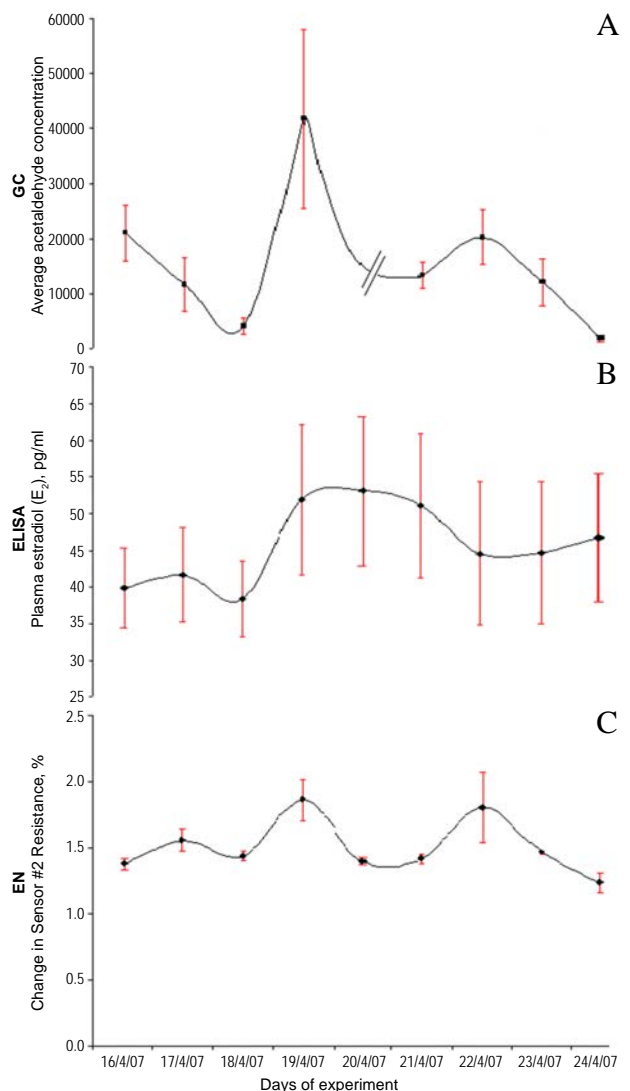 A
60000
50000
40000
30000
20000
10000
0
GC
Average acetaldehyde concentration
B
70
65
60
55
50
45
40
35
30
25
ELISA
Plasma estradiol (E₂), pg/ml
C
2.5
2.0
1.5
1.0
0.5
0.0
EN
Change in Sensor #2 Resistance, %
16/4/07 17/4/07 18/4/07 19/4/07 20/4/07 21/4/07 22/4/07 23/4/07 24/4/07
Days of experiment